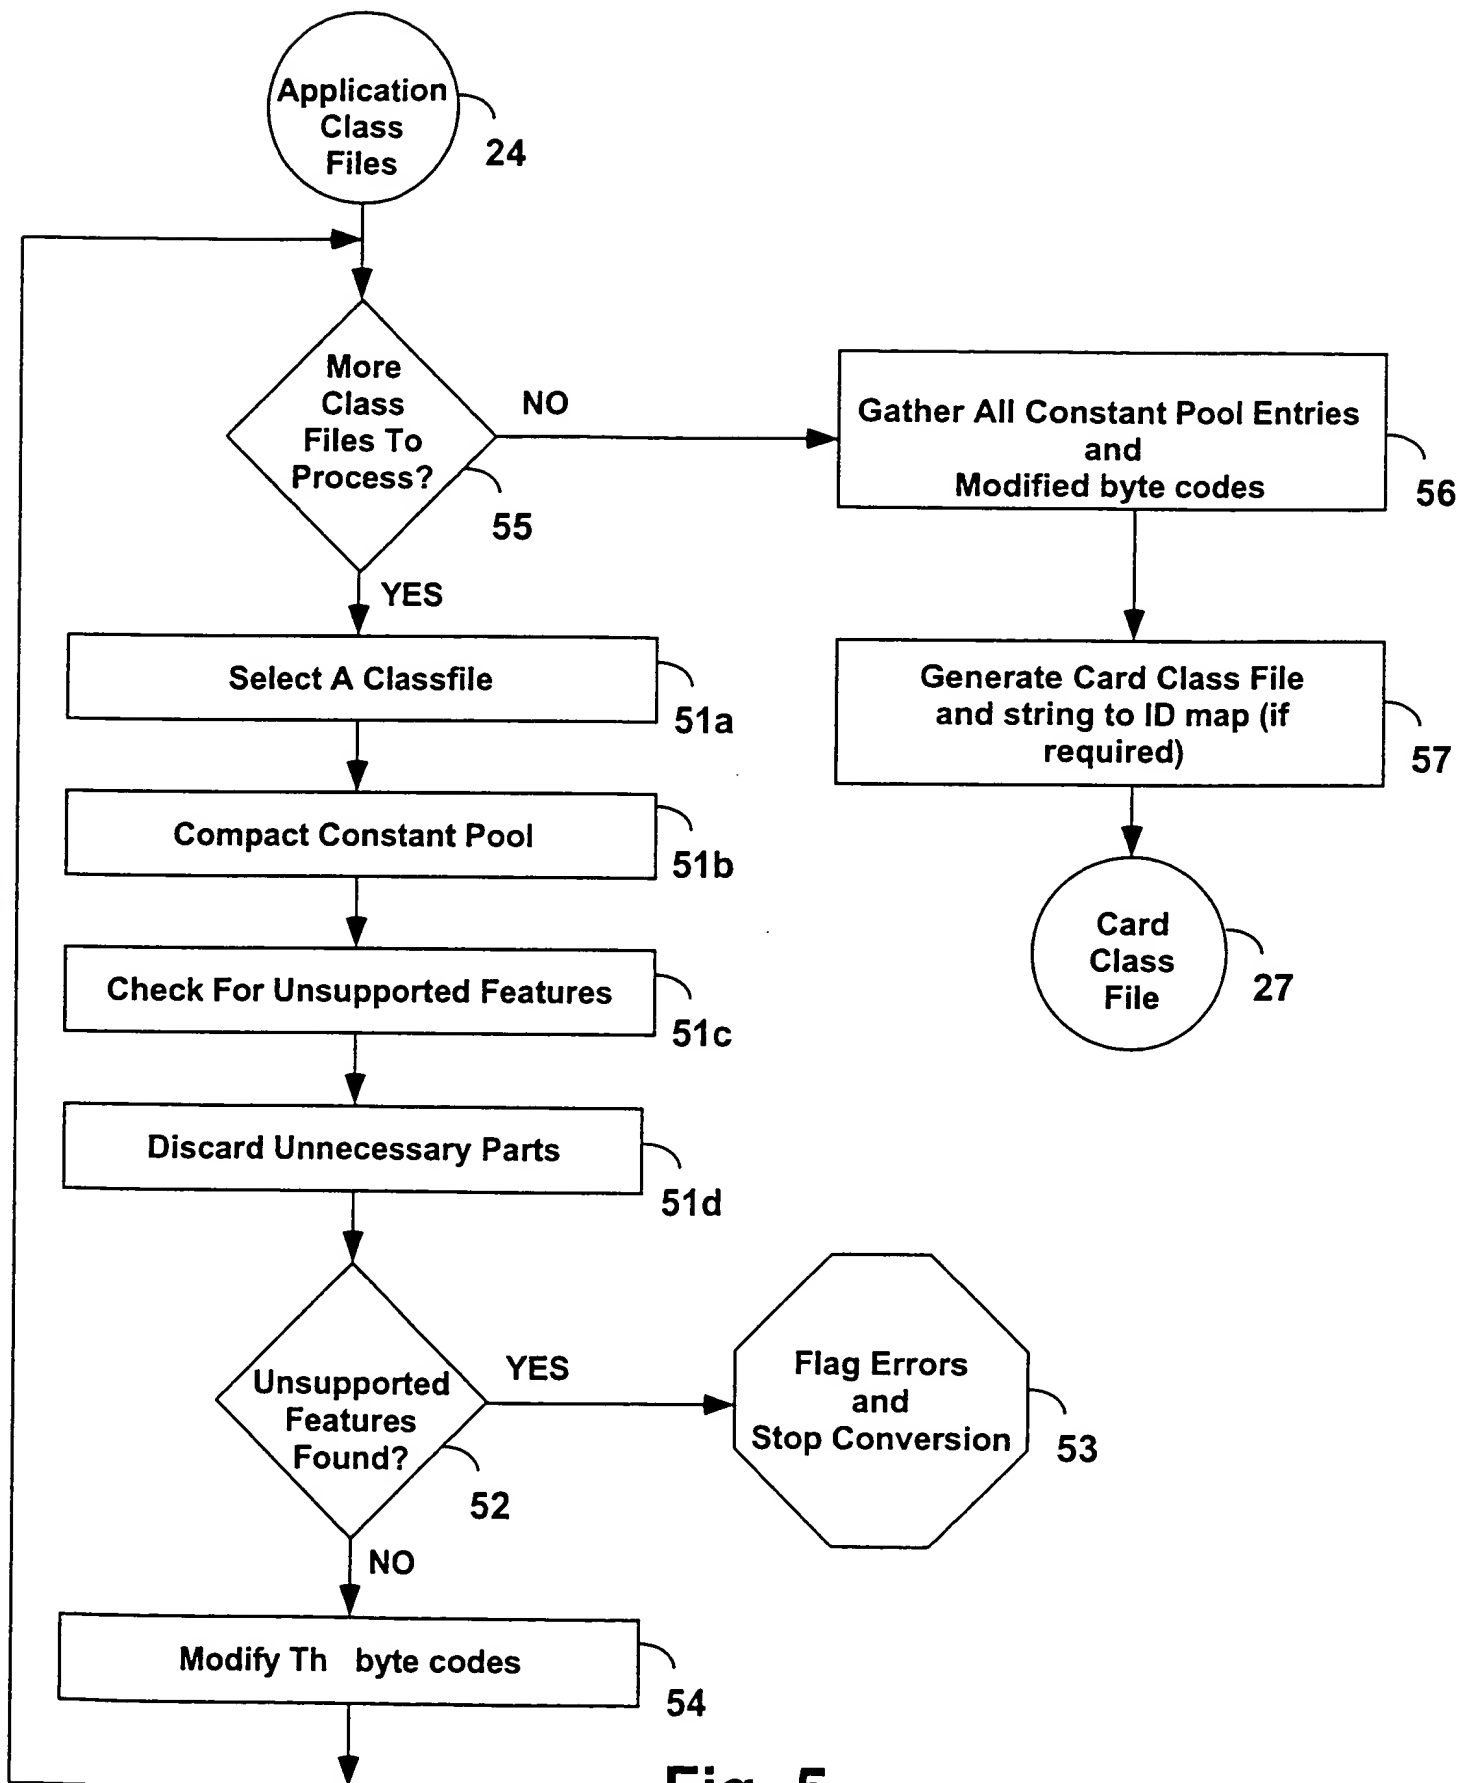 Application
Class
Files
24
More
Class
Files To
Process?
55
NO
YES
Gather All Constant Pool Entries
and
Modified byte codes
56
Select A Classfile
51a
Generate Card Class File
and string to ID map (if
required)
57
Compact Constant Pool
51b
Card
Class
File
27
Check For Unsupported Features
51c
Discard Unnecessary Parts
51d
Unsupported
Features
Found?
52
YES
Flag Errors
and
Stop Conversion
53
NO
Modify Th byte codes
54
Fig. 5